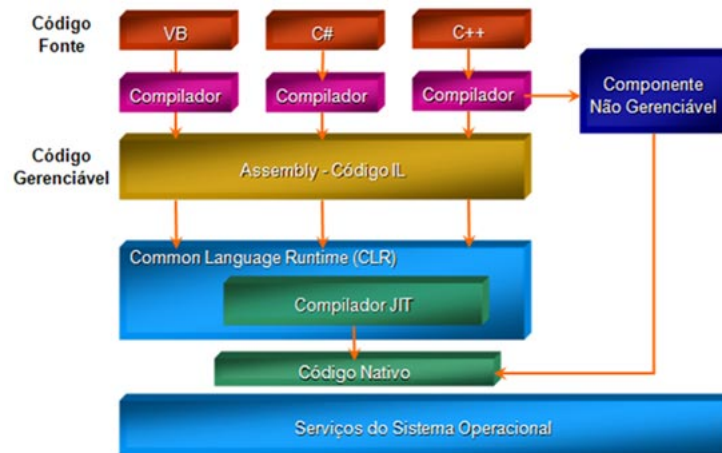 Código
Fonte
VB
C#
C++
Compilador
Compilador
Compilador
Componente
Não Gerenciável
Código
Gerenciável
Assembly - Código IL
Common Language Runtime (CLR)
Compilador JIT
Código Nativo
Serviços do Sistema Operacional